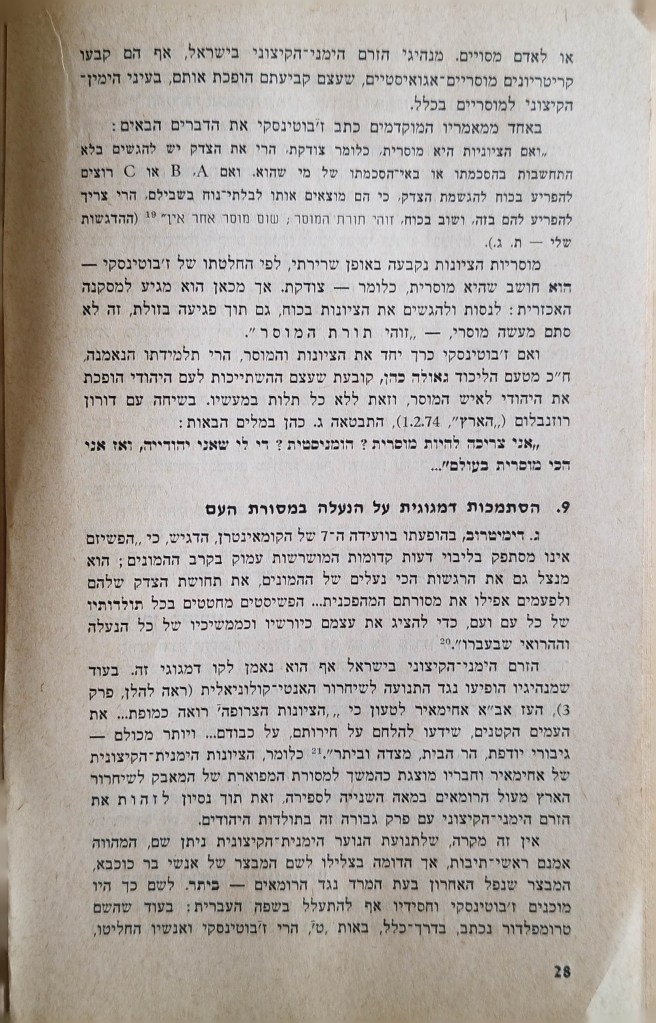 או לאדם מסויים. מנהיגי הזרם הימני־הקיצוני בישראל, אף הם קבעו
קריטריונים מוסריים־אגואיסטיים, שעצם קביעתם הופכת אותם, בעיני הימין־
הקיצוני למוסריים בכלל.
באחד ממאמריו המוקדמים כתב ז'בוטינסקי את הדברים הבאים:
„ואם הציוניות היא מוסרית, כלומר צודקת, הרי את הצדק יש להגשים בלא
התחשבות בהסכמתו או באי־הסכמתו של מי שהוא. ואם A, B או C רוצים
להפריע בכוח להגשמת הצדק, כי הם מוצאים אותו לבלתי־נוח בשבילם, הרי צריך
להפריע להם בזה, ושוב בכוח, זוהי תורת המוסר; שום מוסר אחר אין" 19 (ההדגשות
שלי — ת. ג.).
מוסריות הציונות נקבעה באופן שרירתי, לפי החלטתו של ז'בוטינסקי —
הוא חושב שהיא מוסרית, כלומר — צודקת. אך מכאן הוא מגיע למסקנה
האכזרית: לנסות ולהגשים את הציונות בכוח, גם תוך פגיעה בזולת, זה לא
סתם מעשה מוסרי, — „זוהי תורת המוסר".
ואם ז'בוטינסקי כרך יחד את הציונות והמוסר, הרי תלמידתו הנאמנה,
ח"כ מטעם הליכוד גאולה כהן, קובעת שעצם ההשתייכות לעם היהודי הופכת
את היהודי לאיש המוסר, וזאת ללא כל תלות במעשיו. בשיחה עם דורון
רוזנבלום („הארץ", 1.2.74), התבטאה ג. כהן במלים הבאות:
„אני צריכה להיות מוסרית? הומניסטית? די לי שאני יהודייה, ואז אני
הכי מוסרית בעולם"...
9. הסתמכות דמגוגית על הנעלה במסורת העם
ג. דימיטרוב, בהופעתו בוועידה ה־7 של הקומאינטרן, הדגיש, כי „הפשיזם
אינו מסתפק בליבוי דעות קדומות המושרשות עמוק בקרב ההמונים; הוא
מנצל גם את הרגשות הכי נעלים של ההמונים, את תחושת הצדק שלהם
ולפעמים אפילו את מסורתם המהפכנית... הפשיסטים מחטטים בכל תולדותיו
של כל עם ועם, כדי להציג את עצמם כיורשיו וכממשיכיו של כל הנעלה
וההרואי שבעברו".20
הזרם הימני־הקיצוני בישראל אף הוא נאמן לקו דמגוגי זה. בעוד
שמנהיגיו הופיעו נגד התנועה לשיחרור האנטי־קולוניאלית (ראה להלן, פרק
3), העז אב"א אחימאיר לטעון כי „,הציונות הצרופה' רואה כמופת... את
העמים הקטנים, שידעו להלחם על חירותם, על כבודם... ויותר מכולם —
גיבורי יודפת, הר הבית, מצדה וביתר".21 כלומר, הציונות הימנית־הקיצונית
של אחימאיר וחבריו מוצגת כהמשך למסורת המפוארת של המאבק לשיחרור
הארץ מעול הרומאים במאה השנייה לספירה, זאת תוך נסיון לזהות את
הזרם הימני־הקיצוני עם פרק גבורה זה בתולדות היהודים.
אין זה מקרה, שלתנועת הנוער הימנית־הקיצונית ניתן שם, המהווה
אמנם ראשי־תיבות, אך הדומה בצלילו לשם המבצר של אנשי בר כוכבא,
המבצר שנפל האחרון בעת המרד נגד הרומאים — ביתר. לשם כך היו
מוכנים ז'בוטינסקי וחסידיו אף להתעלל בשפה העברית: בעוד שהשם
טרומפלדור נכתב, בדרך־כלל, באות ,ט', הרי ז'בוטינסקי ואנשיו החליטו,
28